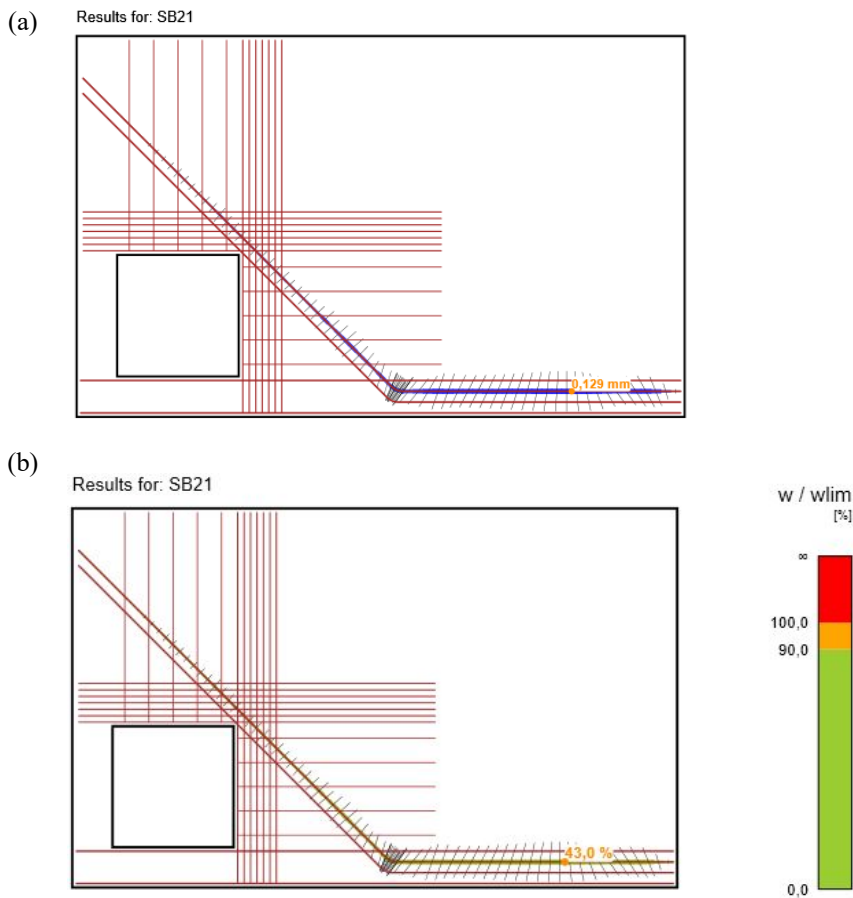 (a)
Results for: SB21
0,129 mm
(b)
Results for: SB21
43,0 %
w / wlim
[%]
∞
100,0
90,0
0,0